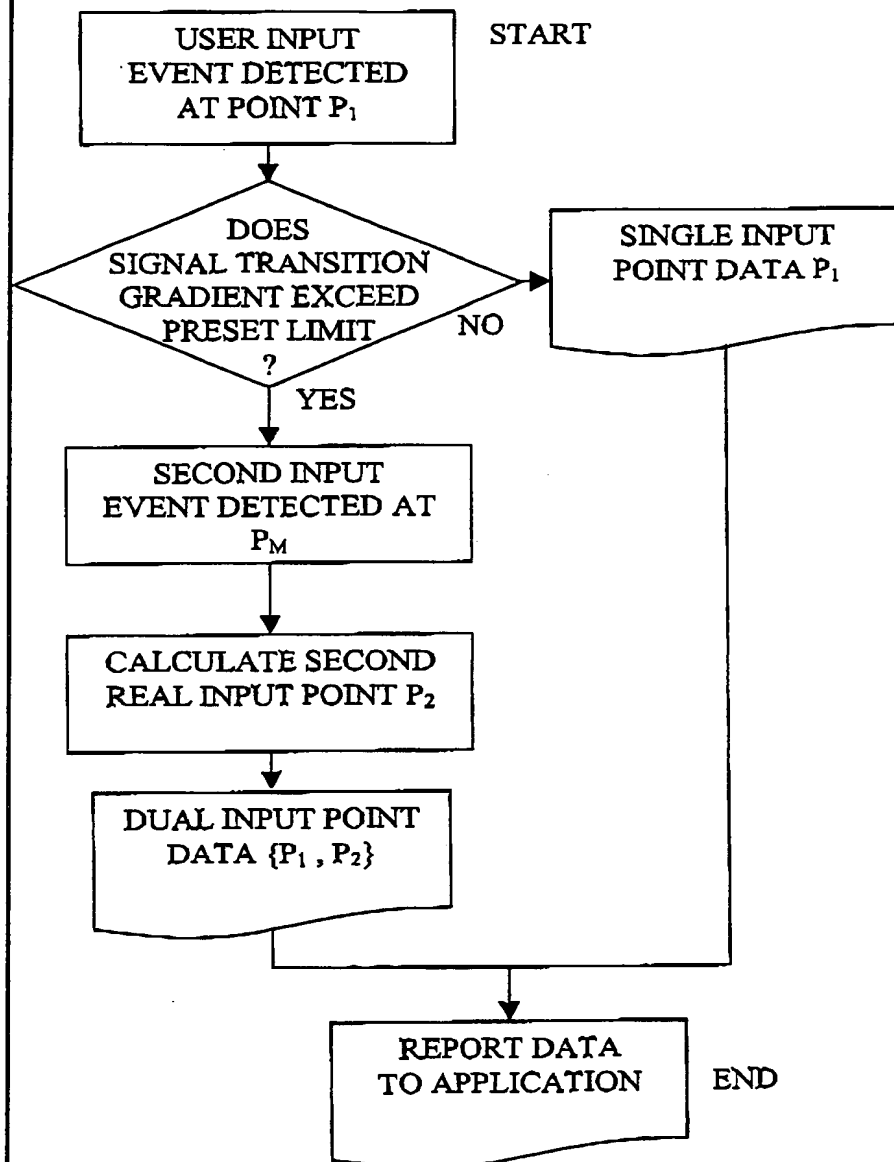 USER INPUT
EVENT DETECTED
AT POINT P₁
START
DOES
SIGNAL TRANSITION
GRADIENT EXCEED
PRESET LIMIT
?
NO
YES
SINGLE INPUT
POINT DATA P₁
SECOND INPUT
EVENT DETECTED AT
P_M
CALCULATE SECOND
REAL INPUT POINT P₂
DUAL INPUT POINT
DATA {P₁ , P₂}
REPORT DATA
TO APPLICATION
END